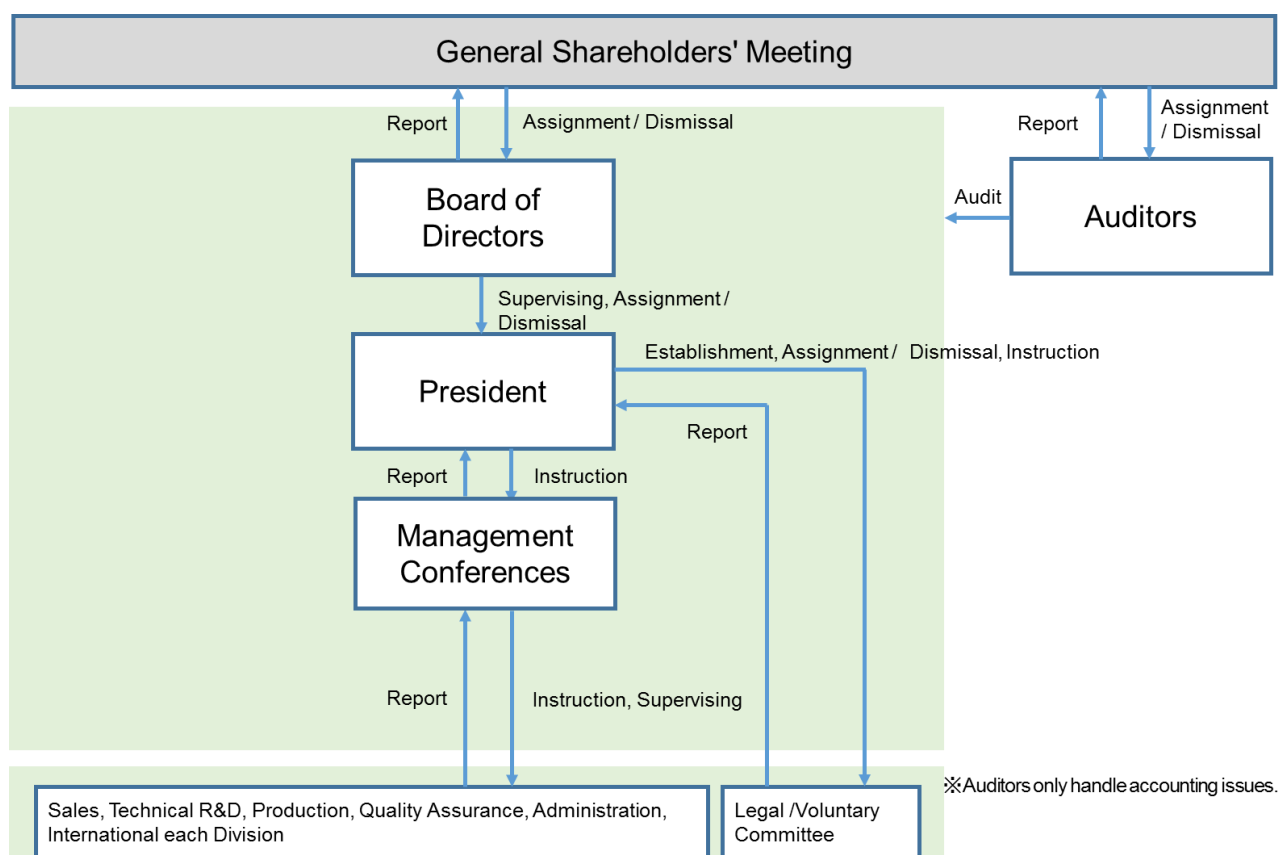 General Shareholders' Meeting
Report
Assignment / Dismissal
Report
Assignment
/ Dismissal
Board of
Directors
Audit
Auditors
Supervising, Assignment /
Dismissal
Establishment, Assignment / Dismissal, Instruction
President
Report
Report
Instruction
Management
Conferences
Report
Instruction, Supervising
※Auditors only handle accounting issues.
Sales, Technical R&D, Production, Quality Assurance, Administration,
International each Division
Legal /Voluntary
Committee